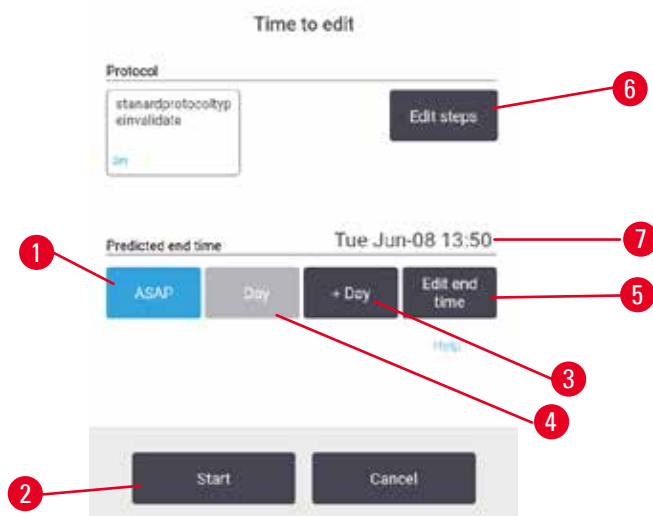 Time to edit
Protocol
stanardprotocoltyp
einvalidate
Edit steps
6
Predicted end time
Tue Jun-08 13:50
7
1
ASAP
Day
+ Day
Edit end
time
5
Help
3
4
Start
Cancel
2